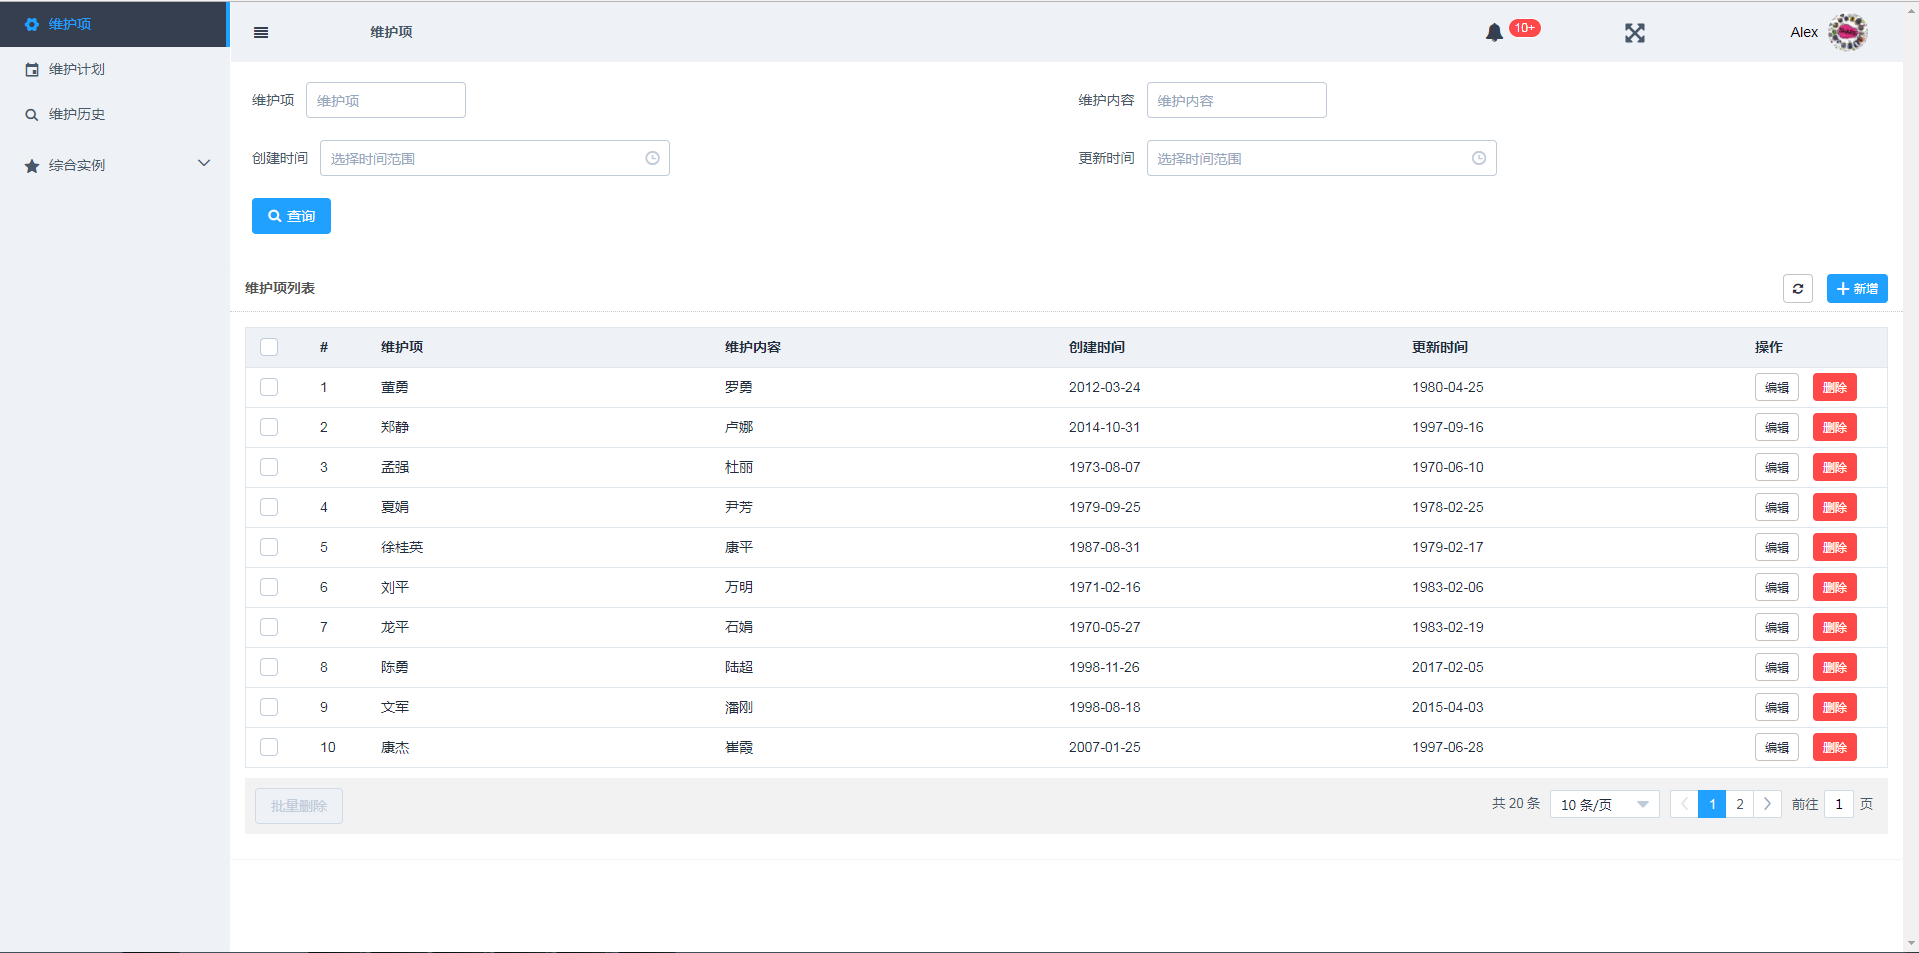 维护项
维护计划
维护历史
综合实例
维护项
10+
Alex
维护项 维护项
维护内容 维护内容
创建时间 选择时间范围
更新时间 选择时间范围
查询
维护项列表
新增
# 维护项 维护内容 创建时间 更新时间 操作
1 董勇 罗勇 2012-03-24 1980-04-25 编辑 删除
2 郑静 卢娜 2014-10-31 1997-09-16 编辑 删除
3 孟强 杜丽 1973-08-07 1970-06-10 编辑 删除
4 夏娟 尹芳 1979-09-25 1978-02-25 编辑 删除
5 徐桂英 康平 1987-08-31 1979-02-17 编辑 删除
6 刘平 万明 1971-02-16 1983-02-06 编辑 删除
7 龙平 石娟 1970-05-27 1983-02-19 编辑 删除
8 陈勇 陆超 1998-11-26 2017-02-05 编辑 删除
9 文军 潘刚 1998-08-18 2015-04-03 编辑 删除
10 康杰 崔霞 2007-01-25 1997-06-28 编辑 删除
批量删除
共 20 条 10 条/页 1 2 前往 1 页